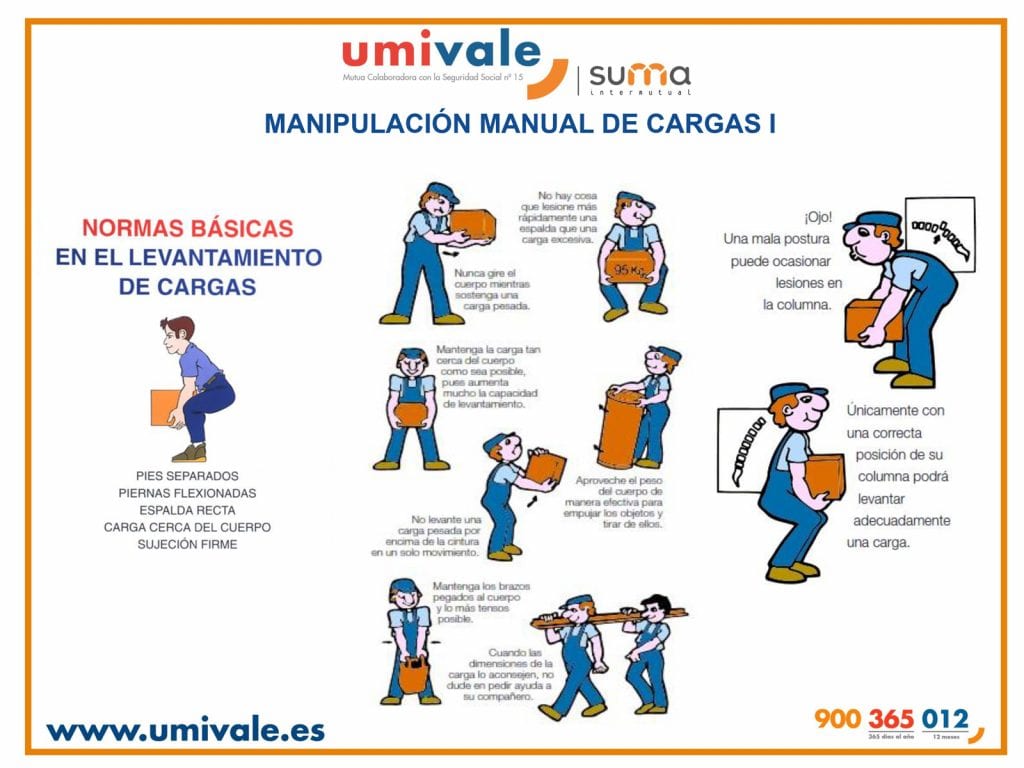 umivale
Mutua Colaboradora con la Seguridad Social nº 15
suma
intermutual
MANIPULACIÓN MANUAL DE CARGAS I
NORMAS BÁSICAS
EN EL LEVANTAMIENTO
DE CARGAS
PIES SEPARADOS
PIERNAS FLEXIONADAS
ESPALDA RECTA
CARGA CERCA DEL CUERPO
SUJECIÓN FIRME
Nunca gire el
cuerpo mientras
sostenga una
carga pesada.
No hay cosa
que lesione más
rápidamente una
espalda que una
carga excesiva.
95 KG.
Mantenga la carga tan
cerca del cuerpo
como sea posible,
pues aumenta
mucho la capacidad
de levantamiento.
Aproveche el peso
del cuerpo de
manera efectiva para
empujar los objetos y
tirar de ellos.
No levante una
carga pesada por
encima de la cintura
en un solo movimiento.
Mantenga los brazos
pegados al cuerpo
y lo más tensos
posible.
Cuando las
dimensiones de la
carga lo aconsejen, no
dude en pedir ayuda a
su compañero.
¡Ojo!
Una mala postura
puede ocasionar
lesiones en
la columna.
Únicamente con
una correcta
posición de su
columna podrá
levantar
adecuadamente
una carga.
www.umivale.es
900 365 012
365 días al año 12 meses